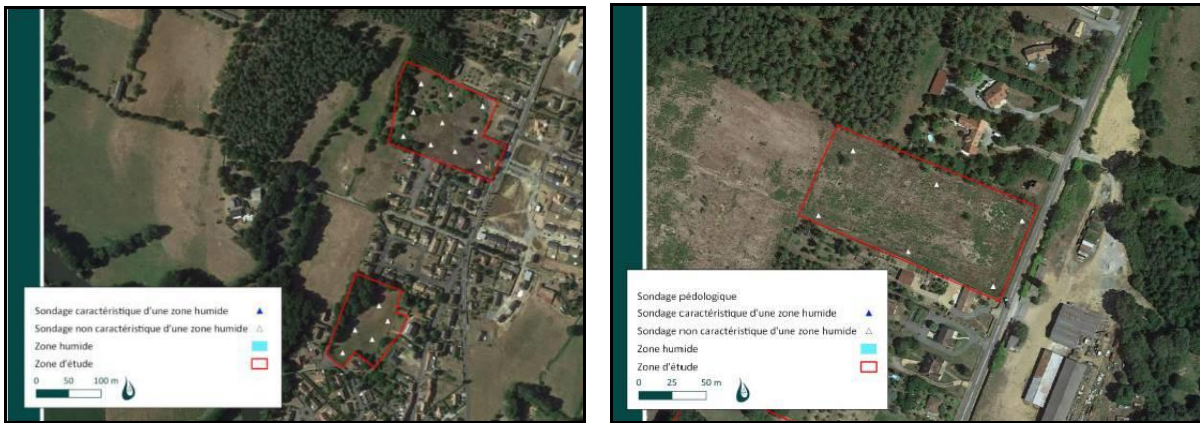 Sondage caractéristique d'une zone humide
Sondage non caractéristique d'une zone humide
Zone humide
Zone d'étude
0 50 100 m
Sondage pédologique
Sondage caractéristique d'une zone humide
Sondage non caractéristique d'une zone humide
Zone humide
Zone d'étude
0 25 50 m